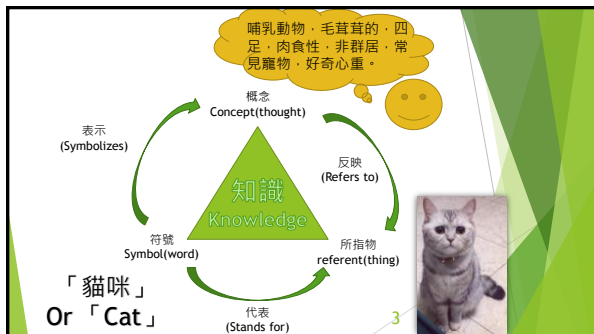 哺乳動物，毛茸茸的，四
足，肉食性，非群居，常
見寵物，好奇心重。
概念
Concept(thought)
表示
(Symbolizes)
反映
(Refers to)
知識
Knowledge
符號
Symbol(word)
所指物
referent(thing)
「貓咪」
Or 「Cat」
代表
(Stands for)
3